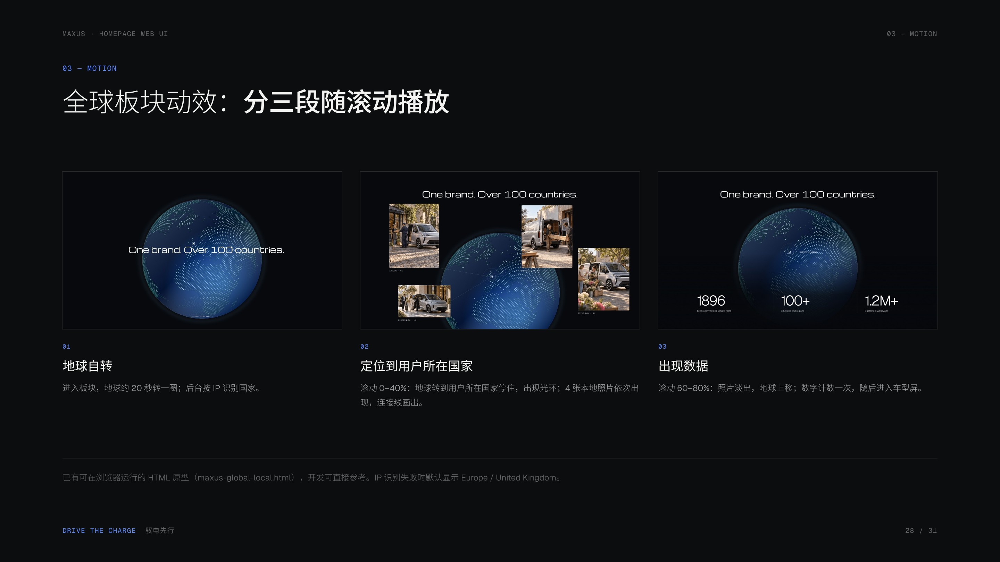 MAXUS · HOMEPAGE WEB UI
03 — MOTION
03 — MOTION
全球板块动效：分三段随滚动播放
One brand. Over 100 countries.
LOCATING YOUR MARKET
One brand. Over 100 countries.
LONDON · UK
BIRMINGHAM · UK
EDINBURGH · UK
One brand. Over 100 countries.
1896
British commercial-vehicle roots
100+
Countries and regions
1.2M+
Customers worldwide
01
地球自转
进入板块，地球约 20 秒转一圈；后台按 IP 识别国家。
02
定位到用户所在国家
滚动 0–40%：地球转到用户所在国家停住，出现光环；4 张本地照片依次出
现，连接线画出。
03
出现数据
滚动 60–80%：照片淡出，地球上移；数字计数一次，随后进入车型屏。
已有可在浏览器运行的 HTML 原型（maxus-global-local.html），开发可直接参考。IP 识别失败时默认显示 Europe / United Kingdom。
DRIVE THE CHARGE 驭电先行
28 / 31